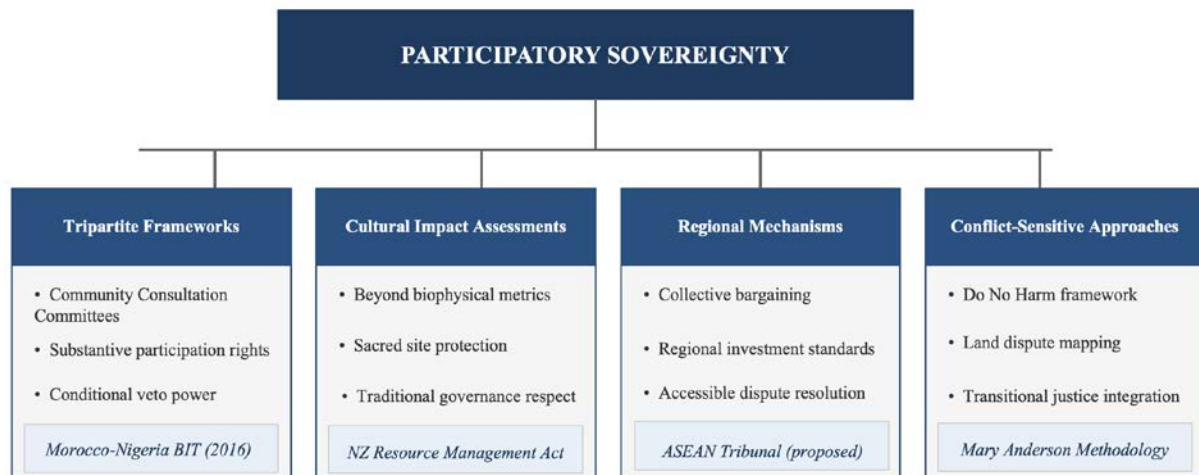 PARTICIPATORY SOVEREIGNTY
Tripartite Frameworks
• Community Consultation
Committees
• Substantive participation rights
• Conditional veto power
Morocco-Nigeria BIT (2016)
Cultural Impact Assessments
• Beyond biophysical metrics
• Sacred site protection
• Traditional governance respect
NZ Resource Management Act
Regional Mechanisms
• Collective bargaining
• Regional investment standards
• Accessible dispute resolution
ASEAN Tribunal (proposed)
Conflict-Sensitive Approaches
• Do No Harm framework
• Land dispute mapping
• Transitional justice integration
Mary Anderson Methodology